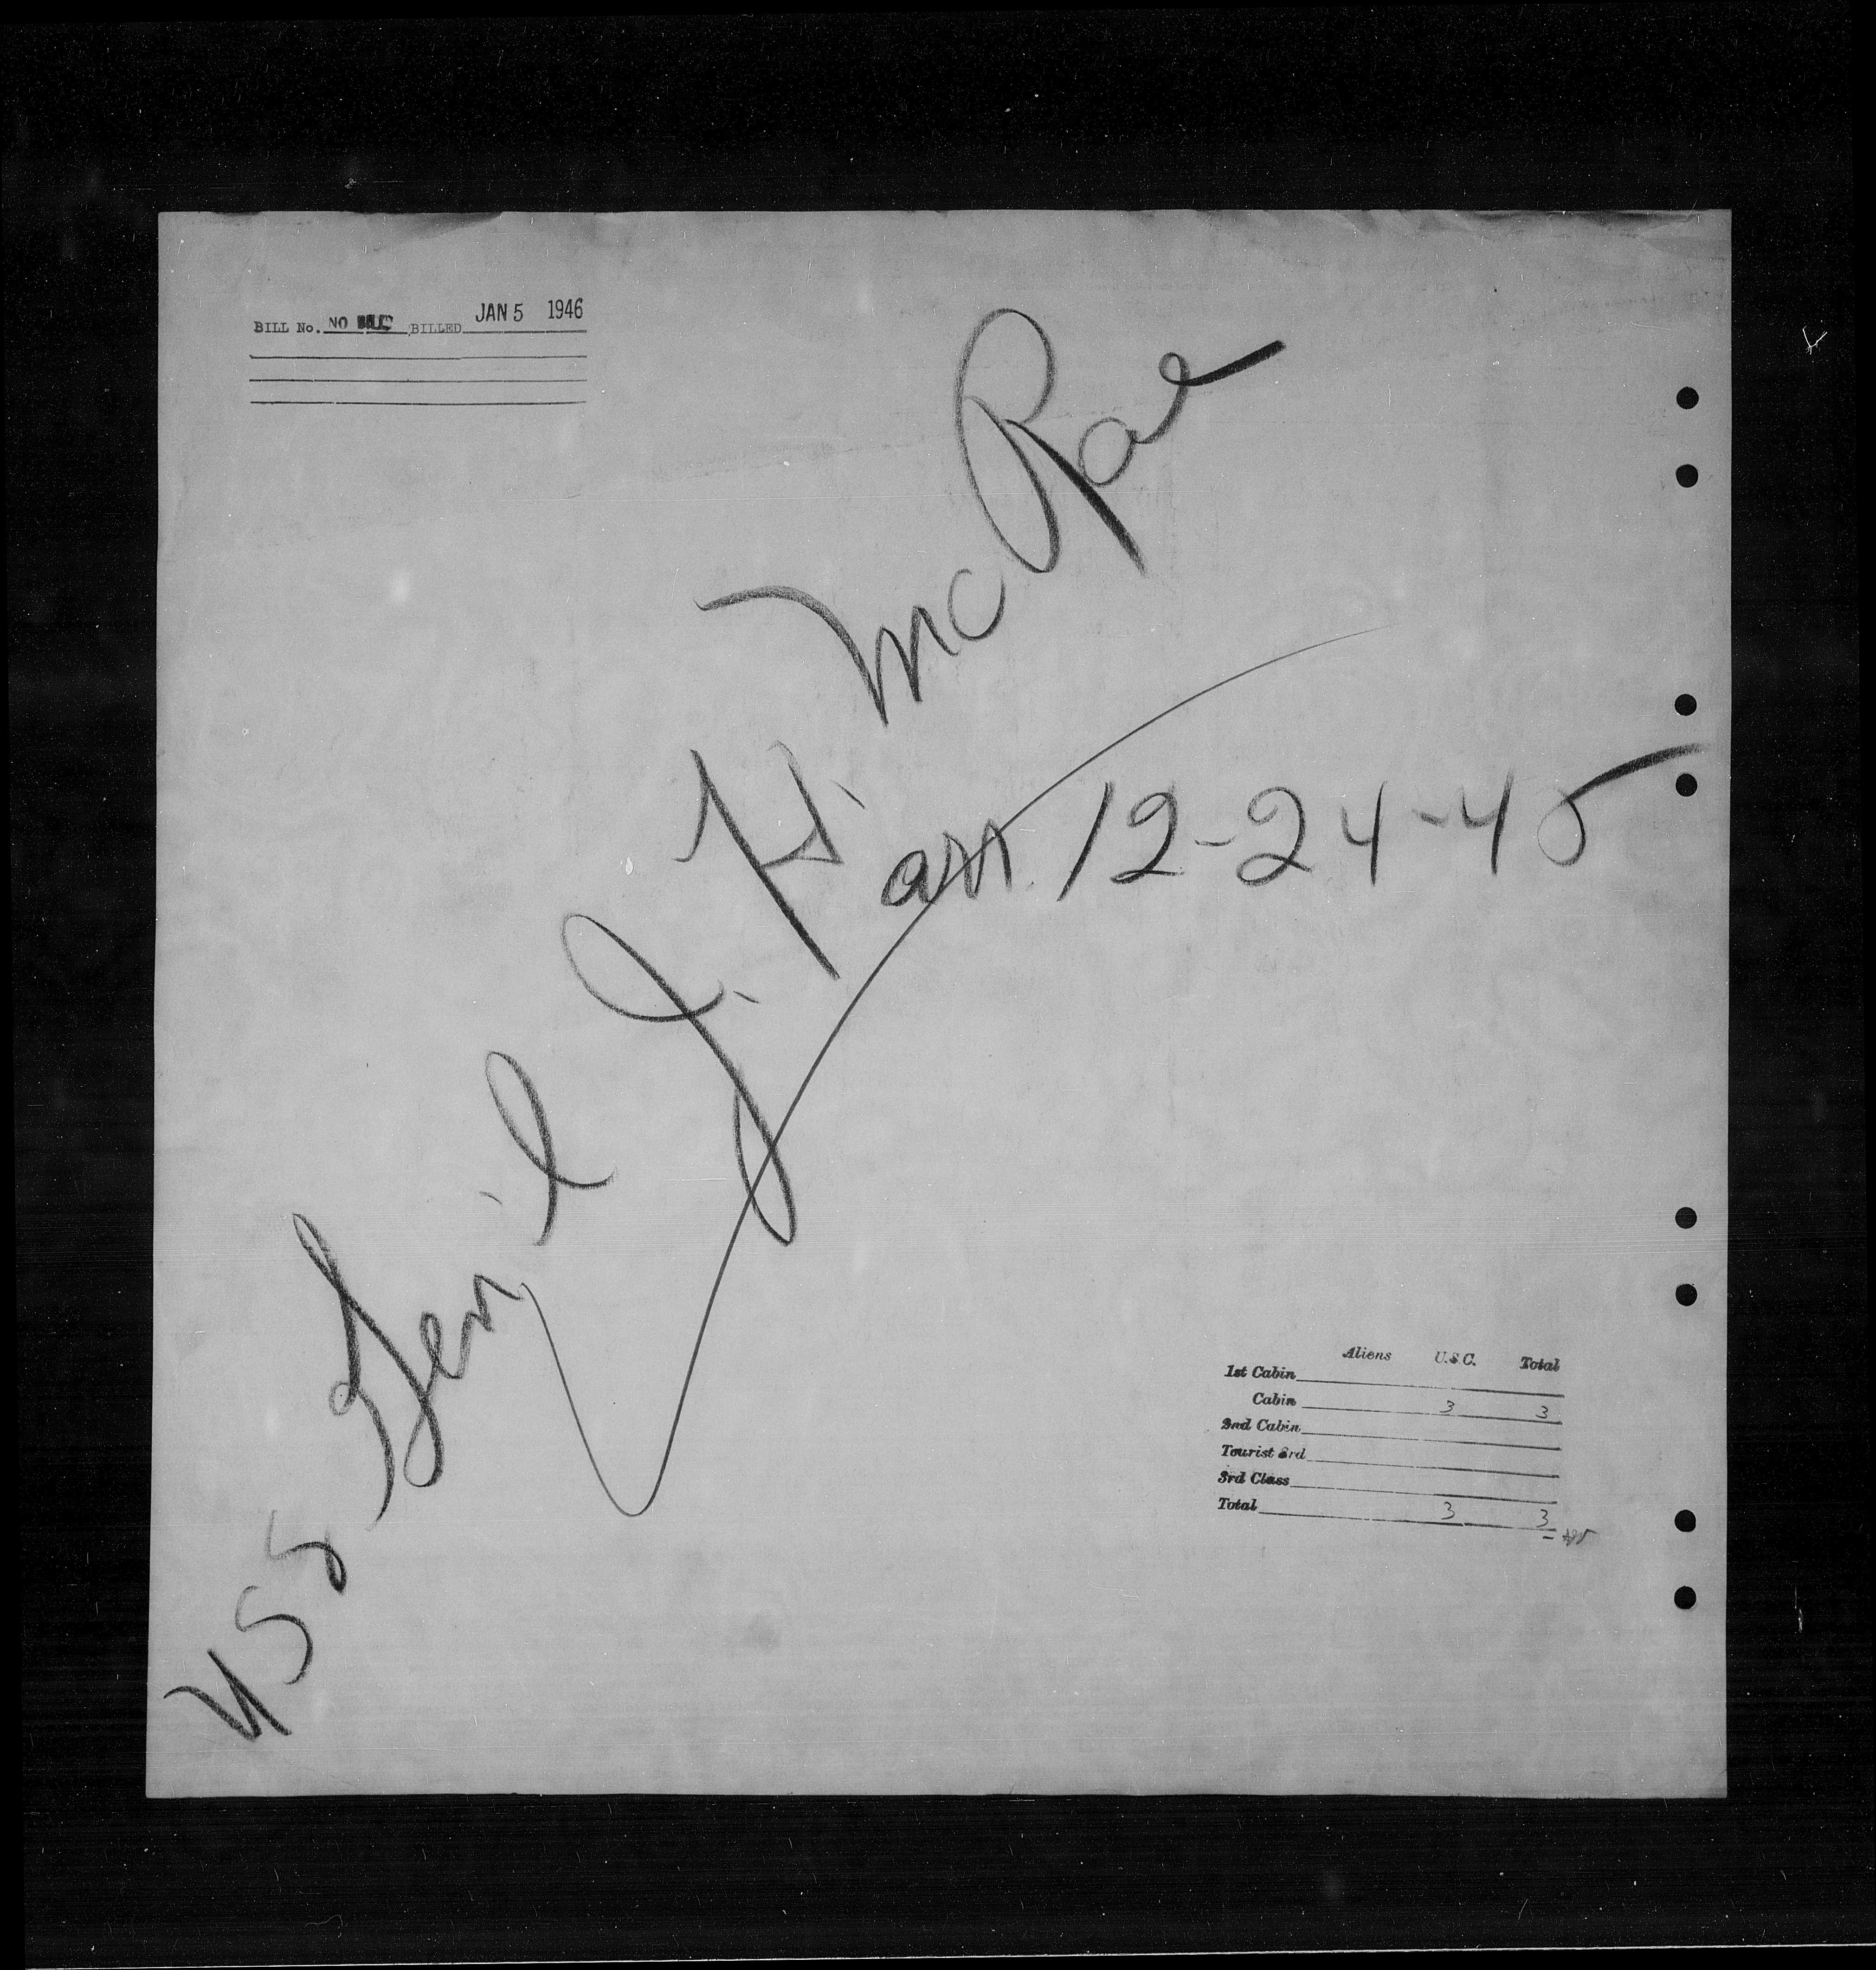 BILL No. NO BILL BILLED JAN 5 1946
USS Gen'l J. H. McRae
arr. 12-24-45
Aliens U.S.C. Total
1st Cabin
Cabin 3 3
2nd Cabin
Tourist 3rd
3rd Class
Total 3 3